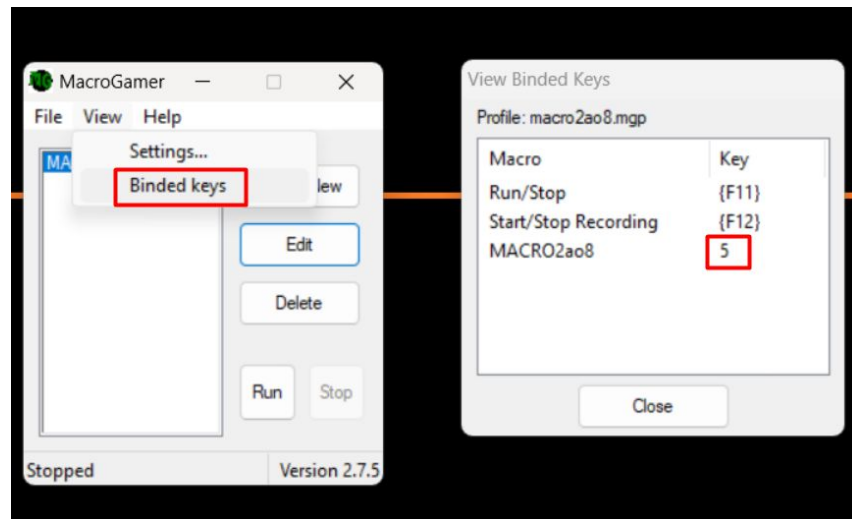 MacroGamer
File View Help
Settings...
Binded keys
MA
Edit
Delete
Run Stop
Stopped Version 2.7.5
View Binded Keys
Profile: macro2ao8.mgp
Macro Key
Run/Stop {F11}
Start/Stop Recording {F12}
MACRO2ao8 5
Close